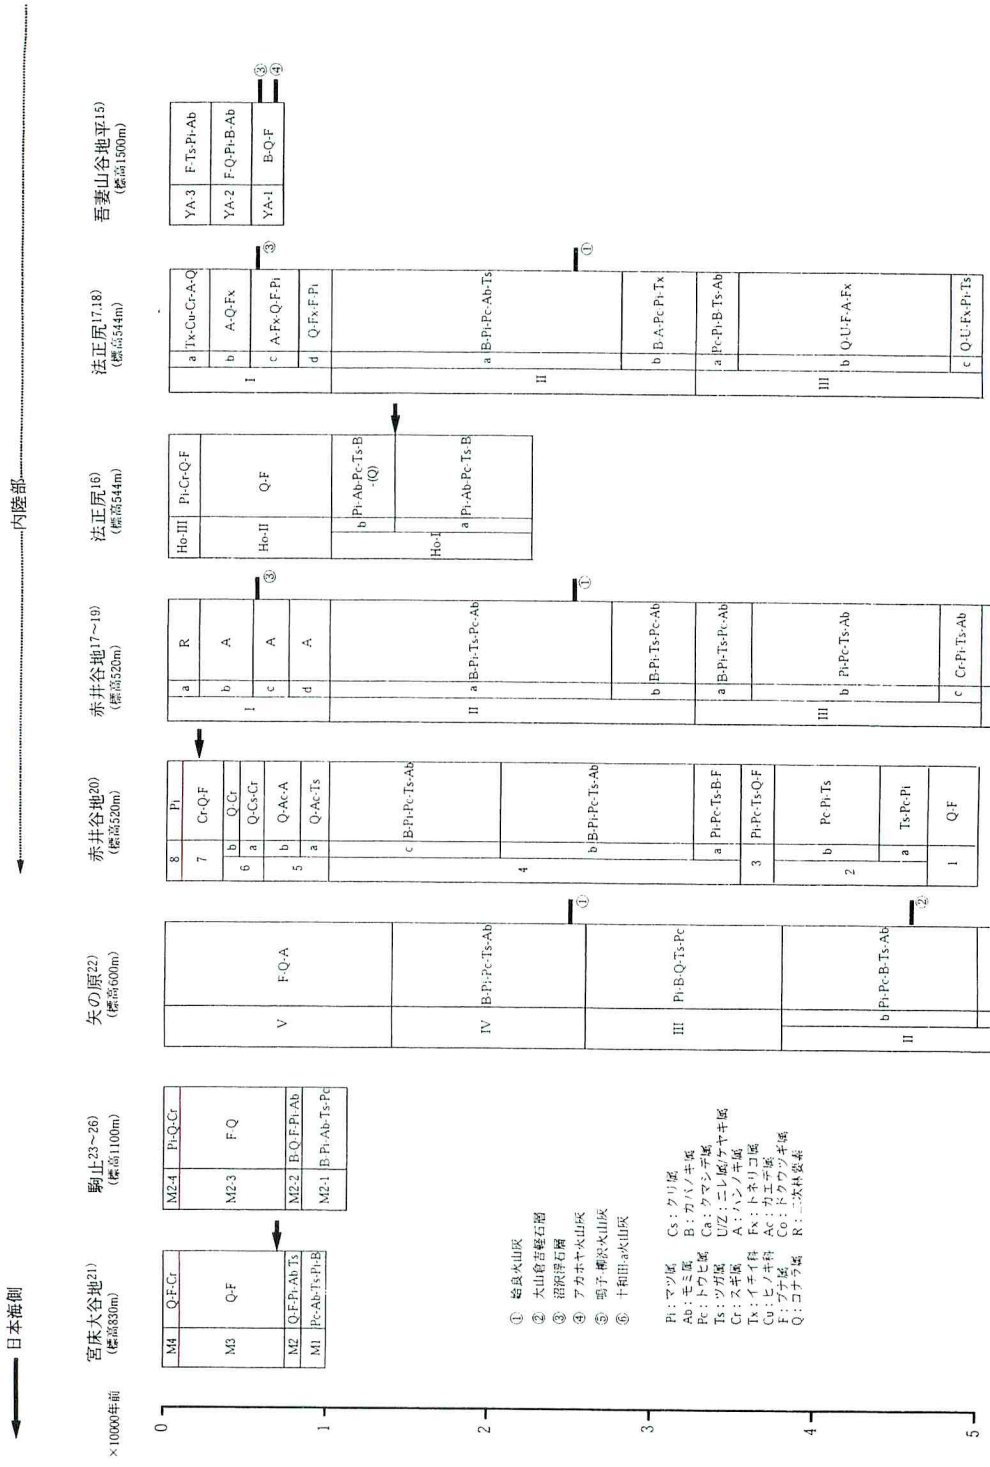 日本海側
内陸部
×10000年前
0
1
2
3
4
5
宮床大谷地21)
(標高830m)
M4 Q-F-Cr
M3 Q-F
M2 Q-F-Pi-Ab-Ts
M1 Pc-Ab-Ts-Pi-B
駒止23~26)
(標高1100m)
M2-4 Pi-Q-Cr
M2-3 F-Q
M2-2 B-Q-F-Pi-Ab
M2-1 B-Pi-Ab-Ts-Pc
矢の原22)
(標高600m)
V F-Q-A
IV B-Pi-Pc-Ts-Ab
①
III Pi-B-Q-Ts-Pc
II b Pi-Pc-B-Ts-Ab
②
赤井谷地20)
(標高520m)
8 Pi
7 Cr-Q-F
6 b Q-Cr
a Q-Cs-Cr
5 b Q-Ac-A
a Q-Ac-Ts
4 c B-Pi-Pc-Ts-Ab
b B-Pi-Pc-Ts-Ab
a Pi-Pc-Ts-B-F
3 Pi-Pc-Ts-Q-F
2 b Pc-Pi-Ts
a Ts-Pc-Pi
1 Q-F
赤井谷地17~19)
(標高520m)
I a R
b A
③
c A
d A
II a B-Pi-Ts-Pc-Ab
①
b B-Pi-Ts-Pc-Ab
III a B-Pi-Ts-Pc-Ab
b Pi-Pc-Ts-Ab
c Cr-Pi-Ts-Ab
法正尻16)
(標高544m)
Ho-III Pi-Cr-Q-F
Ho-II Q-F
Ho-I b Pi-Ab-Pc-Ts-B
-(Q)
a Pi-Ab-Pc-Ts-B
法正尻17,18)
(標高544m)
I a Tx-Cu-Cr-A-Q
b A-Q-Fx
③
c A-Fx-Q-F-Pi
d Q-Fx-F-Pi
II a B-Pi-Pc-Ab-Ts
①
b B-A-Pc-Pi-Tx
III a Pc-Pi-B-Ts-Ab
b Q-U-F-A-Fx
c Q-U-Fx-Pi-Ts
吾妻山谷地平15)
(標高1500m)
YA-3 F-Ts-Pi-Ab
YA-2 F-Q-Pi-B-Ab
YA-1 B-Q-F
③
④
① 姶良火山灰
② 大山倉吉軽石層
③ 沼沢浮石層
④ アカホヤ火山灰
⑤ 鳴子-柳沢火山灰
⑥ 十和田-a火山灰
Pi:マツ属 Cs:クリ属
Ab:モミ属 B:カバノキ属
Pc:トウヒ属 Ca:クマシデ属
Ts:ツガ属 U/Z:ニレ属/ケヤキ属
Cr:スギ属 A:ハンノキ属
Tx:イチイ科 Fx:トネリコ属
Cu:ヒノキ科 Ac:カエデ属
F:ブナ属 Co:ドクウツギ属
Q:コナラ属 R:二次林要素